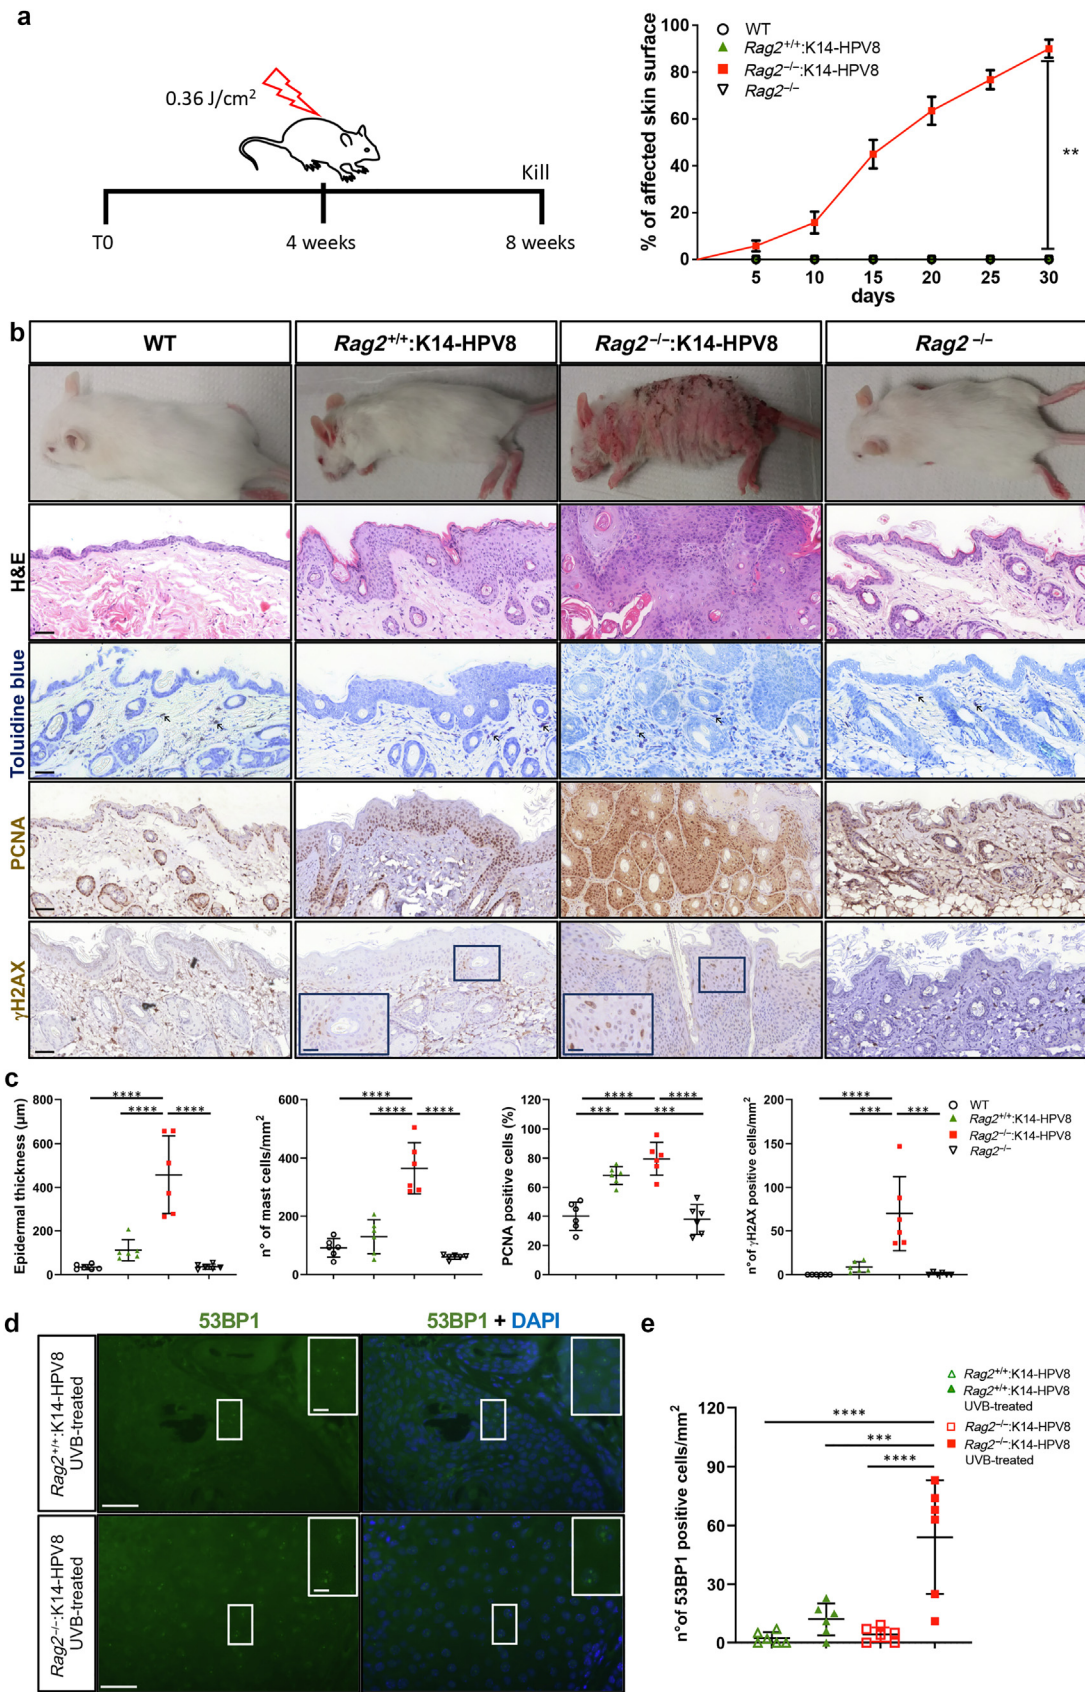 a
0.36 J/cm²
Kill
T0
4 weeks
8 weeks
% of affected skin surface
100
80
60
40
20
0
WT
Rag2+/+:K14-HPV8
Rag2−/−:K14-HPV8
Rag2−/−
**
5 10 15 20 25 30
days
b
WT
Rag2+/+:K14-HPV8
Rag2−/−:K14-HPV8
Rag2−/−
H&E
Toluidine blue
PCNA
γH2AX
c
Epidermal thickness (µm)
800
600
400
200
0
**** **** ****
n° of mast cells/mm²
600
400
200
0
**** **** ****
PCNA positive cells (%)
120
100
80
60
40
20
0
**** ****
*** ***
n°of γH2AX positive cells/mm²
200
150
100
50
0
****
*** ***
WT
Rag2+/+:K14-HPV8
Rag2−/−:K14-HPV8
Rag2−/−
d
53BP1
53BP1 + DAPI
Rag2+/+:K14-HPV8
UVB-treated
Rag2−/−:K14-HPV8
UVB-treated
e
Rag2+/+:K14-HPV8
Rag2+/+:K14-HPV8
UVB-treated
Rag2−/−:K14-HPV8
Rag2−/−:K14-HPV8
UVB-treated
n°of 53BP1 positive cells/mm²
120
90
60
30
0
****
***
****